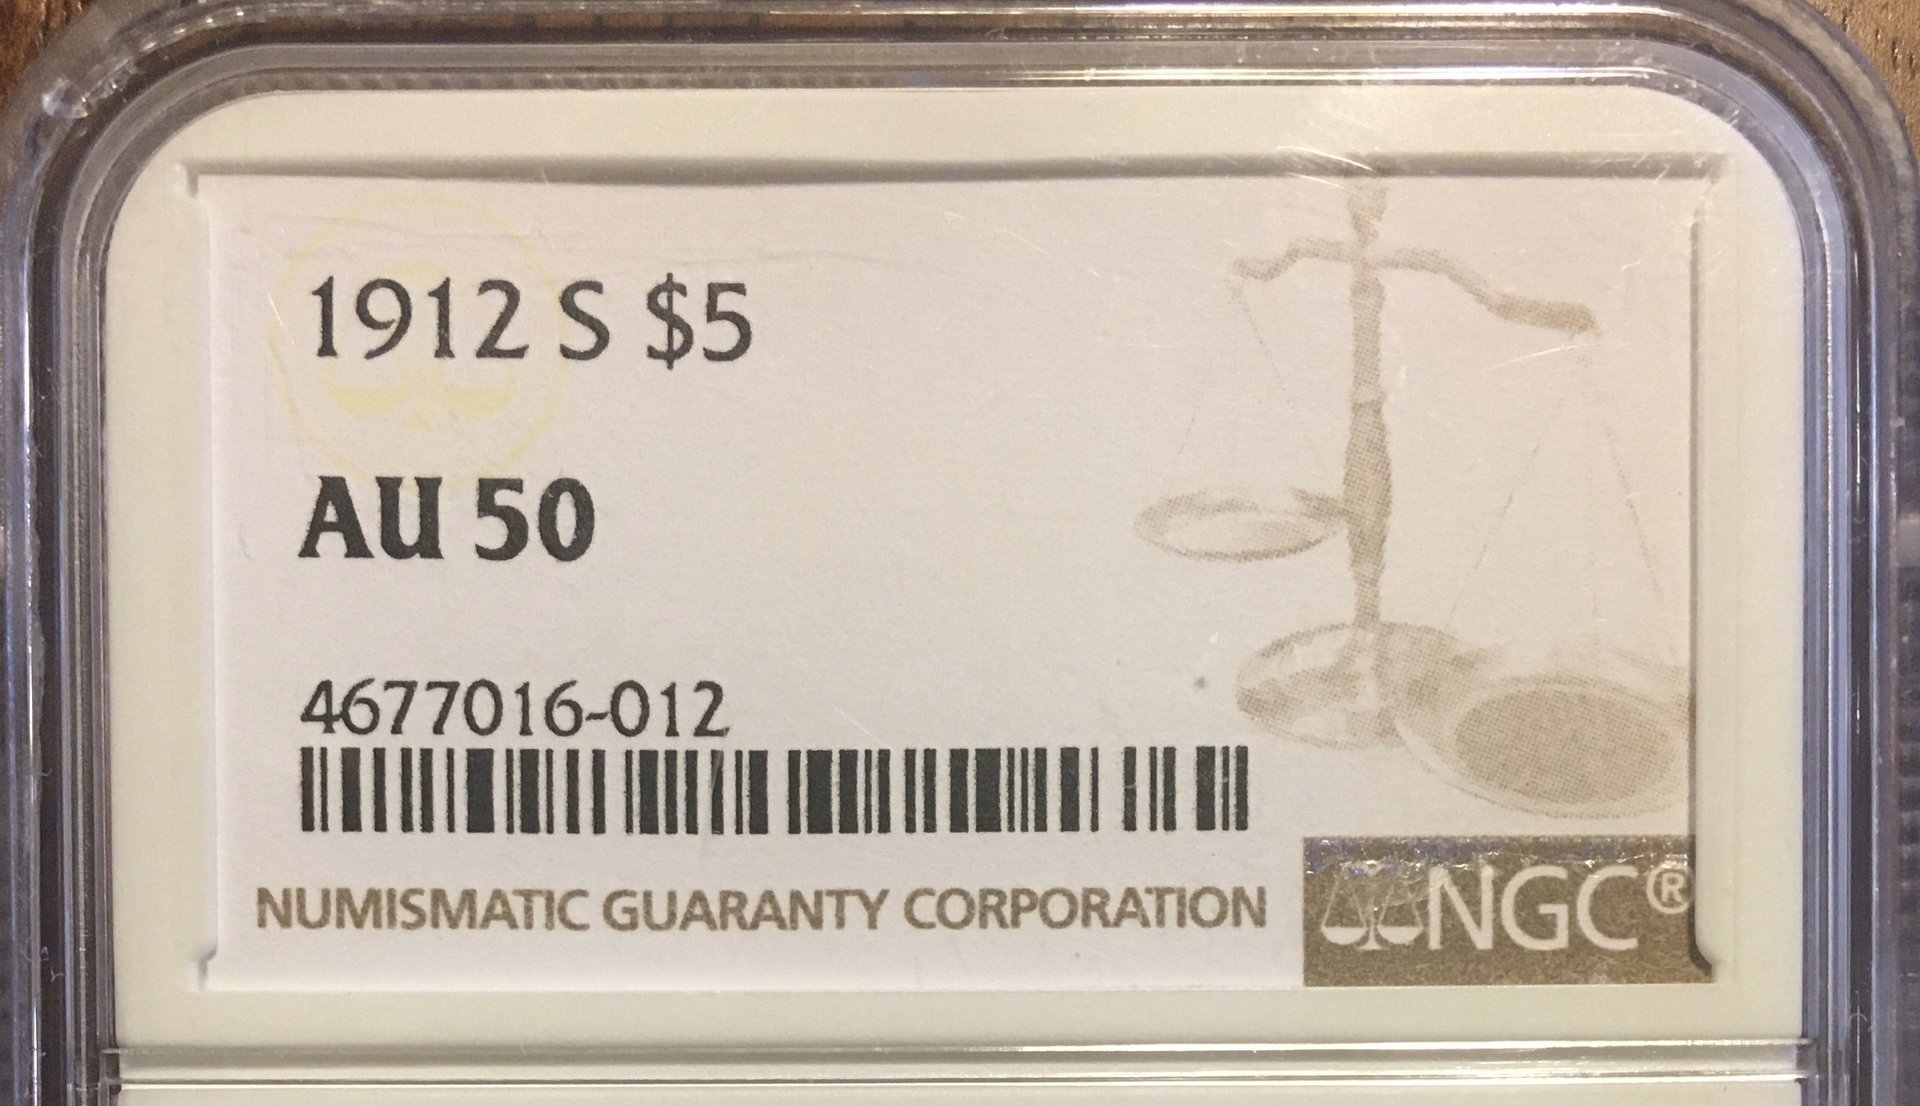 1912 S $5
AU 50
4677016-012
NUMISMATIC GUARANTY CORPORATION
NGC®